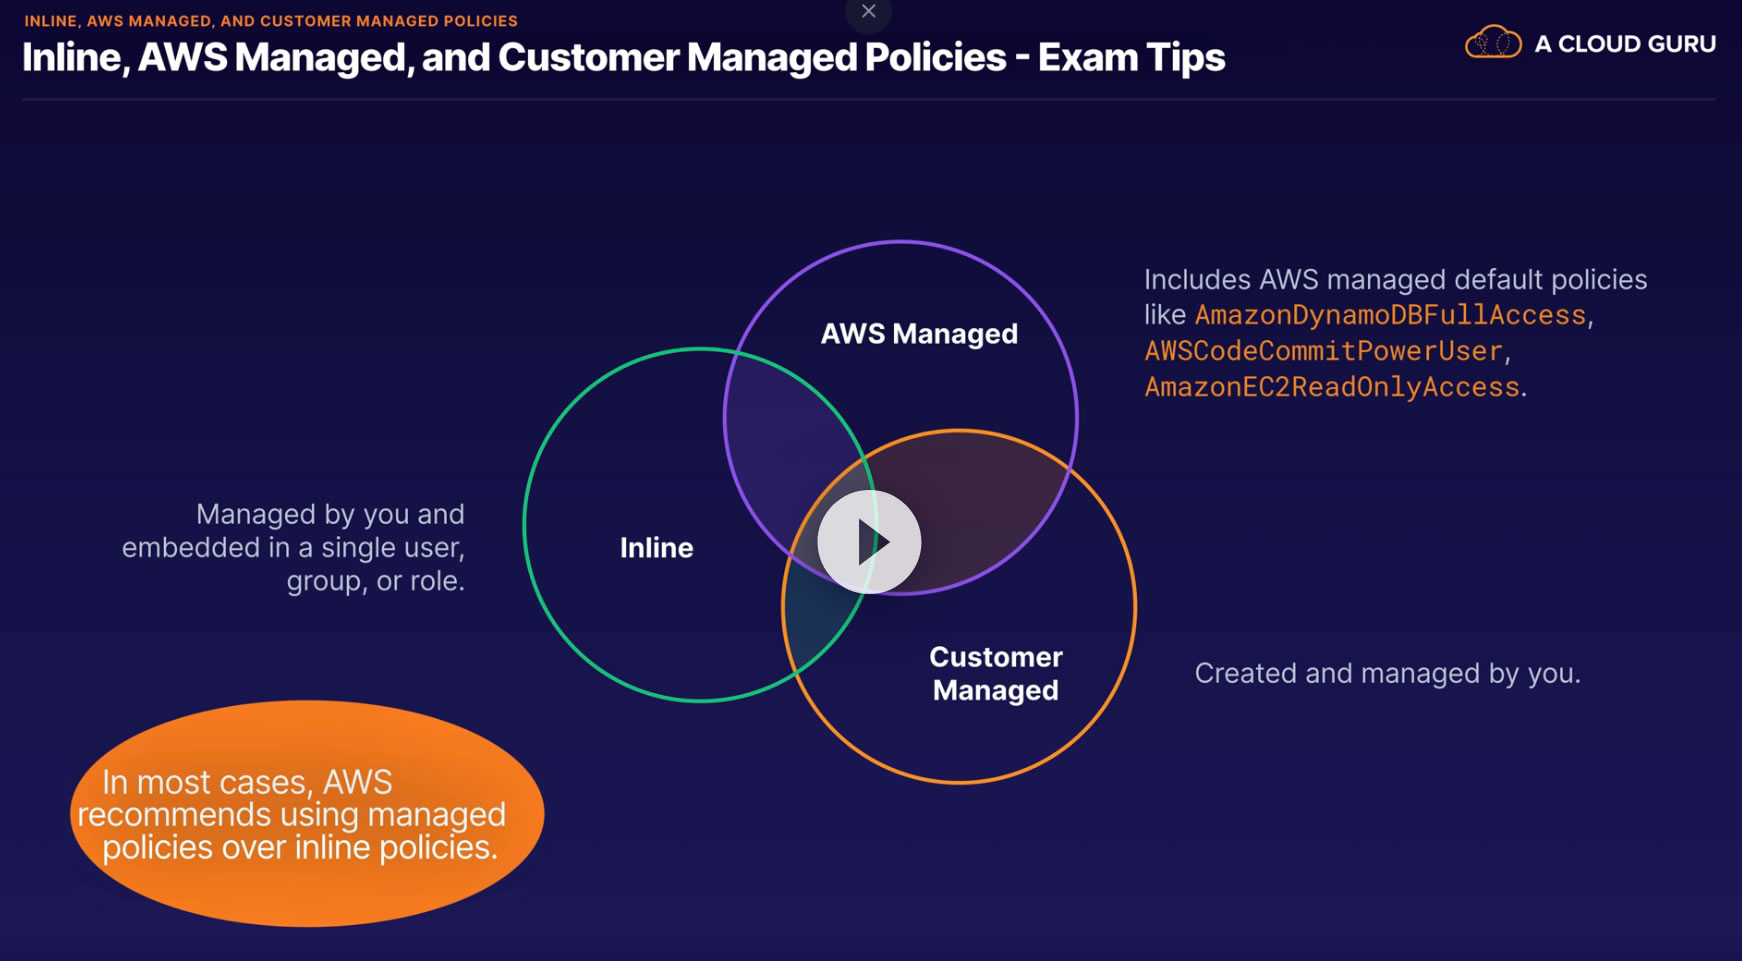 INLINE, AWS MANAGED, AND CUSTOMER MANAGED POLICIES
Inline, AWS Managed, and Customer Managed Policies - Exam Tips
A CLOUD GURU
AWS Managed
Includes AWS managed default policies
like AmazonDynamoDBFullAccess,
AWSCodeCommitPowerUser,
AmazonEC2ReadOnlyAccess.
Managed by you and
embedded in a single user,
group, or role.
Inline
Customer
Managed
Created and managed by you.
In most cases, AWS
recommends using managed
policies over inline policies.